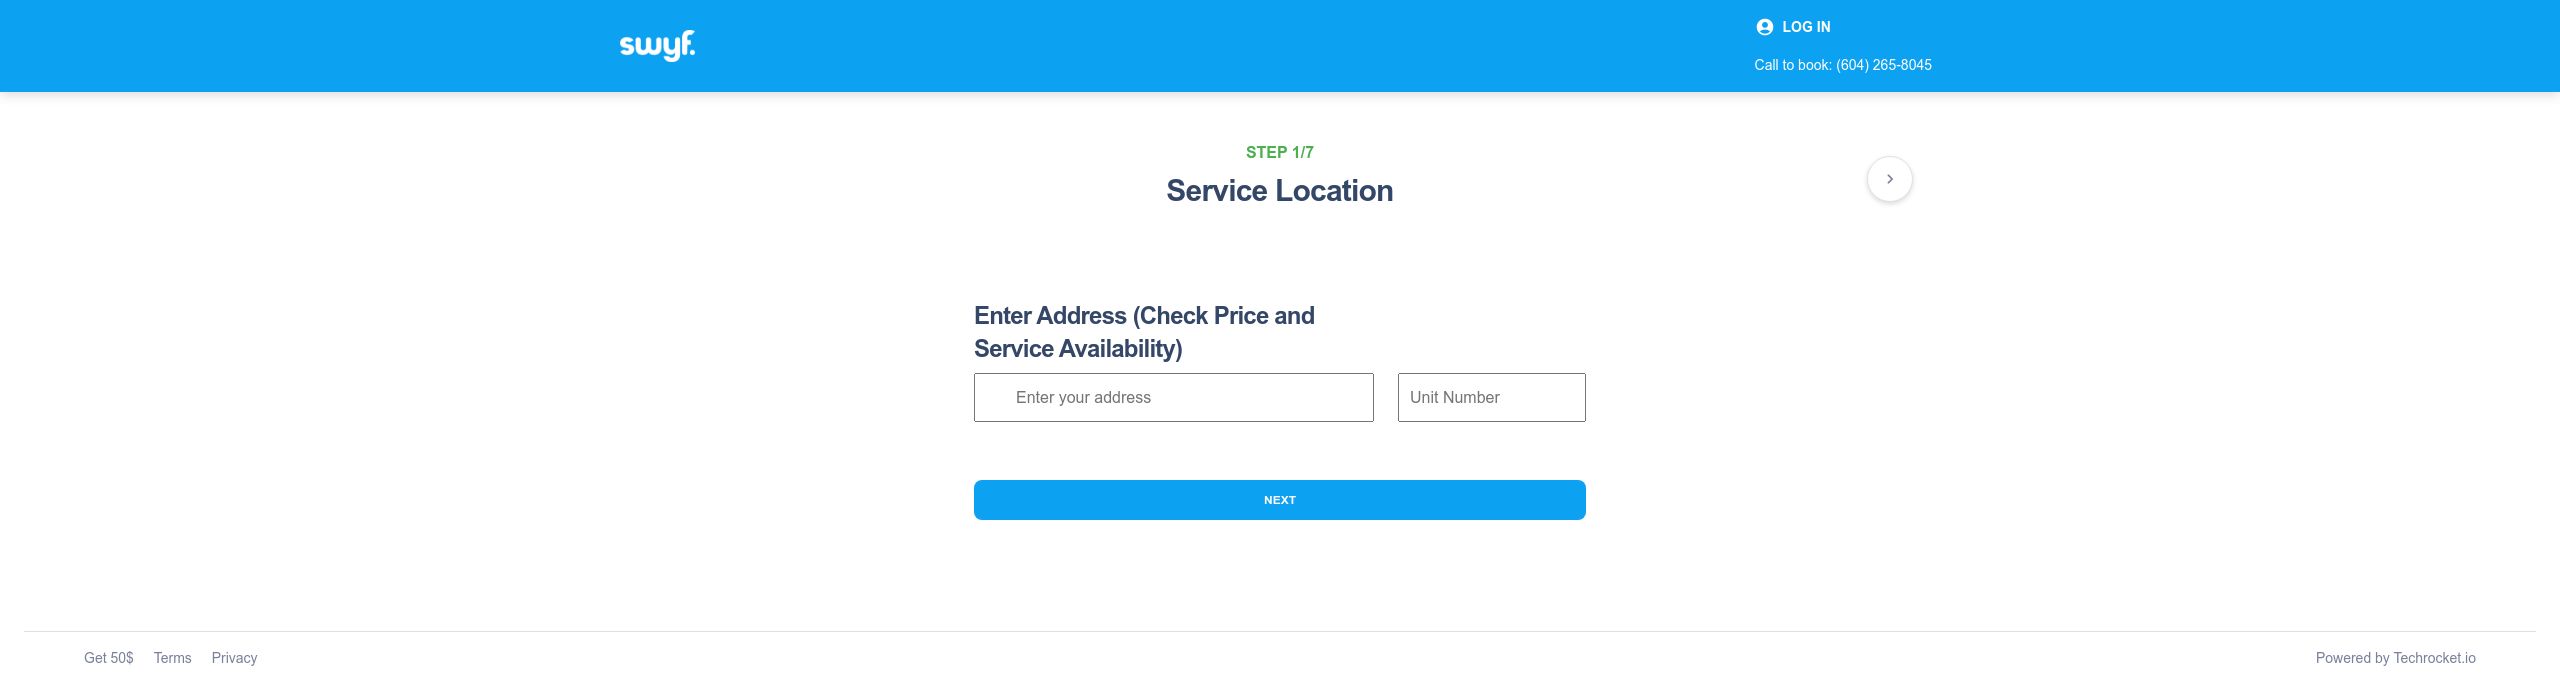 swyf.
LOG IN
Call to book: (604) 265-8045
STEP 1/7
Service Location
Enter Address (Check Price and
Service Availability)
Enter your address
Unit Number
NEXT
Get 50$
Terms
Privacy
Powered by Techrocket.io